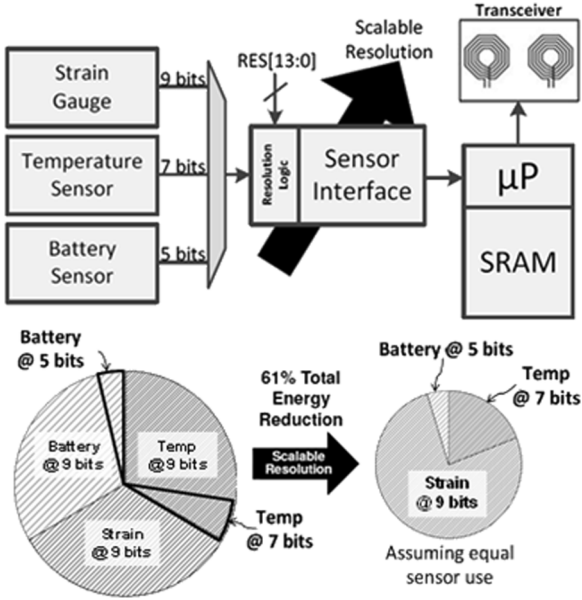 Transceiver
Scalable
Resolution
RES[13:0]
Strain
Gauge
9 bits
Temperature
Sensor
7 bits
Battery
Sensor
5 bits
Resolution
Logic
Sensor
Interface
µP
SRAM
Battery
@ 5 bits
Battery
@ 9 bits
Temp
@ 9 bits
Strain
@ 9 bits
Temp
@ 7 bits
61% Total
Energy
Reduction
Scalable
Resolution
Battery @ 5 bits
Temp
@ 7 bits
Strain
@ 9 bits
Assuming equal
sensor use